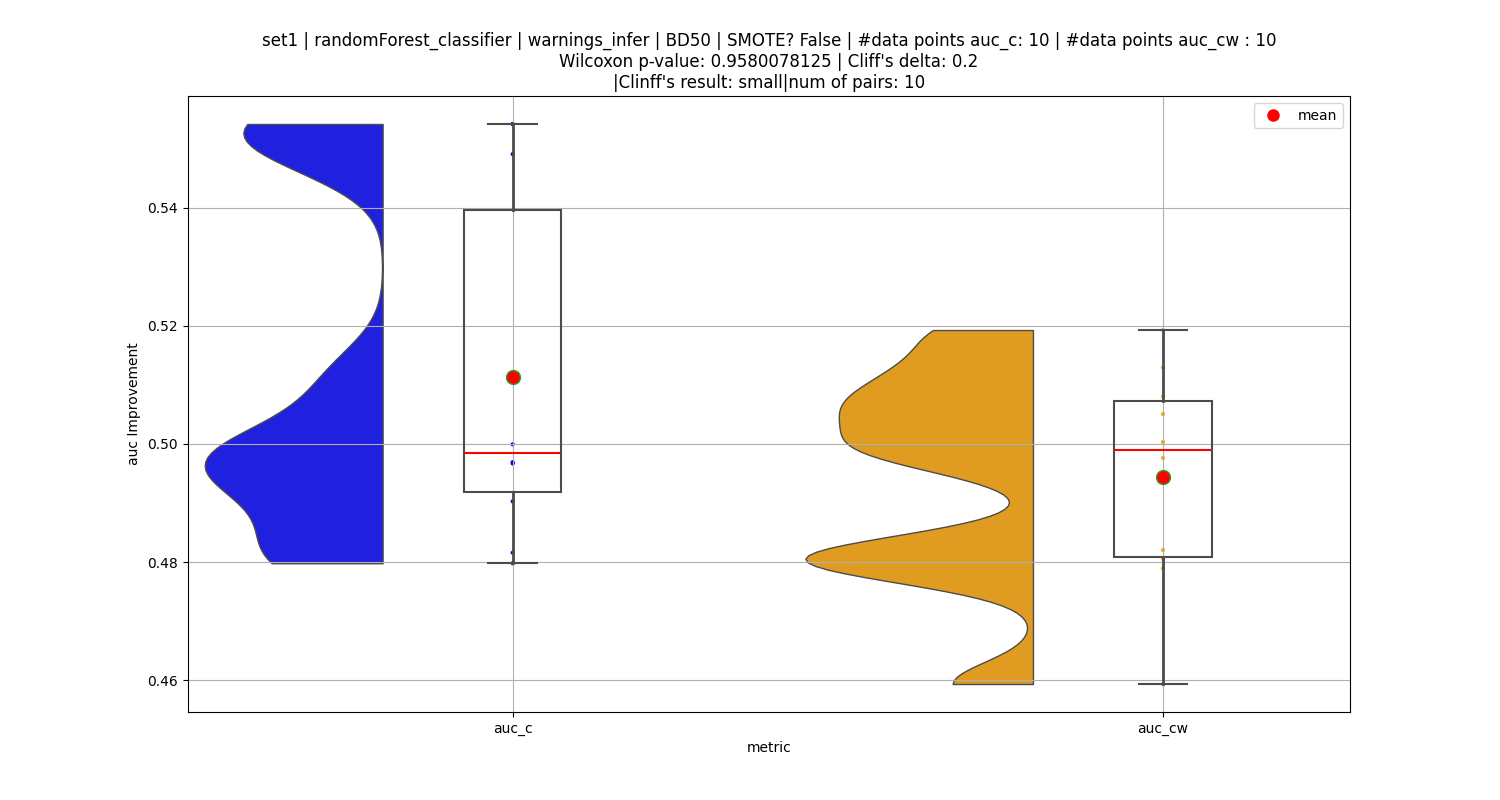 set1 | randomForest_classifier | warnings_infer | BD50 | SMOTE? False | #data points auc_c: 10 | #data points auc_cw : 10
Wilcoxon p-value: 0.9580078125 | Cliff's delta: 0.2
|Clinff's result: small|num of pairs: 10
mean
auc Improvement
0.54
0.52
0.50
0.48
0.46
auc_c
auc_cw
metric